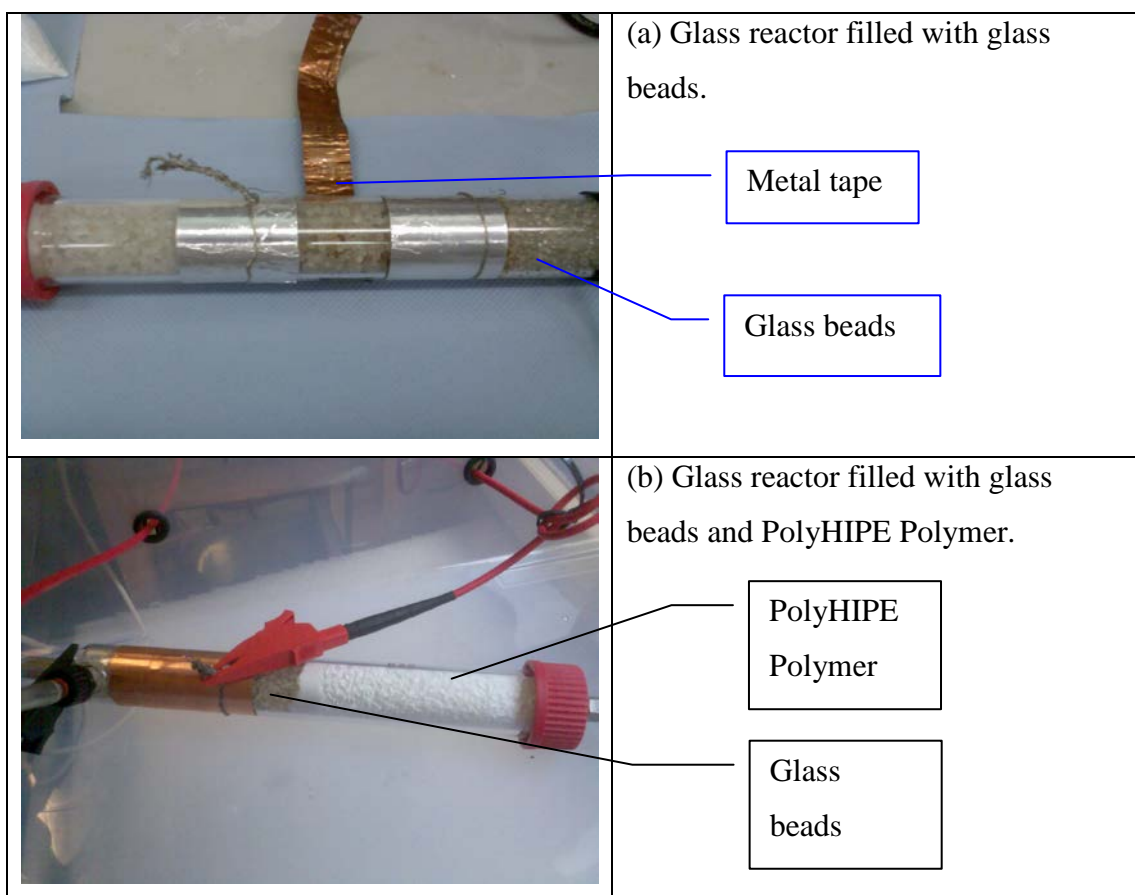 (a) Glass reactor filled with glass
beads.
Metal tape
Glass beads
(b) Glass reactor filled with glass
beads and PolyHIPE Polymer.
PolyHIPE
Polymer
Glass
beads